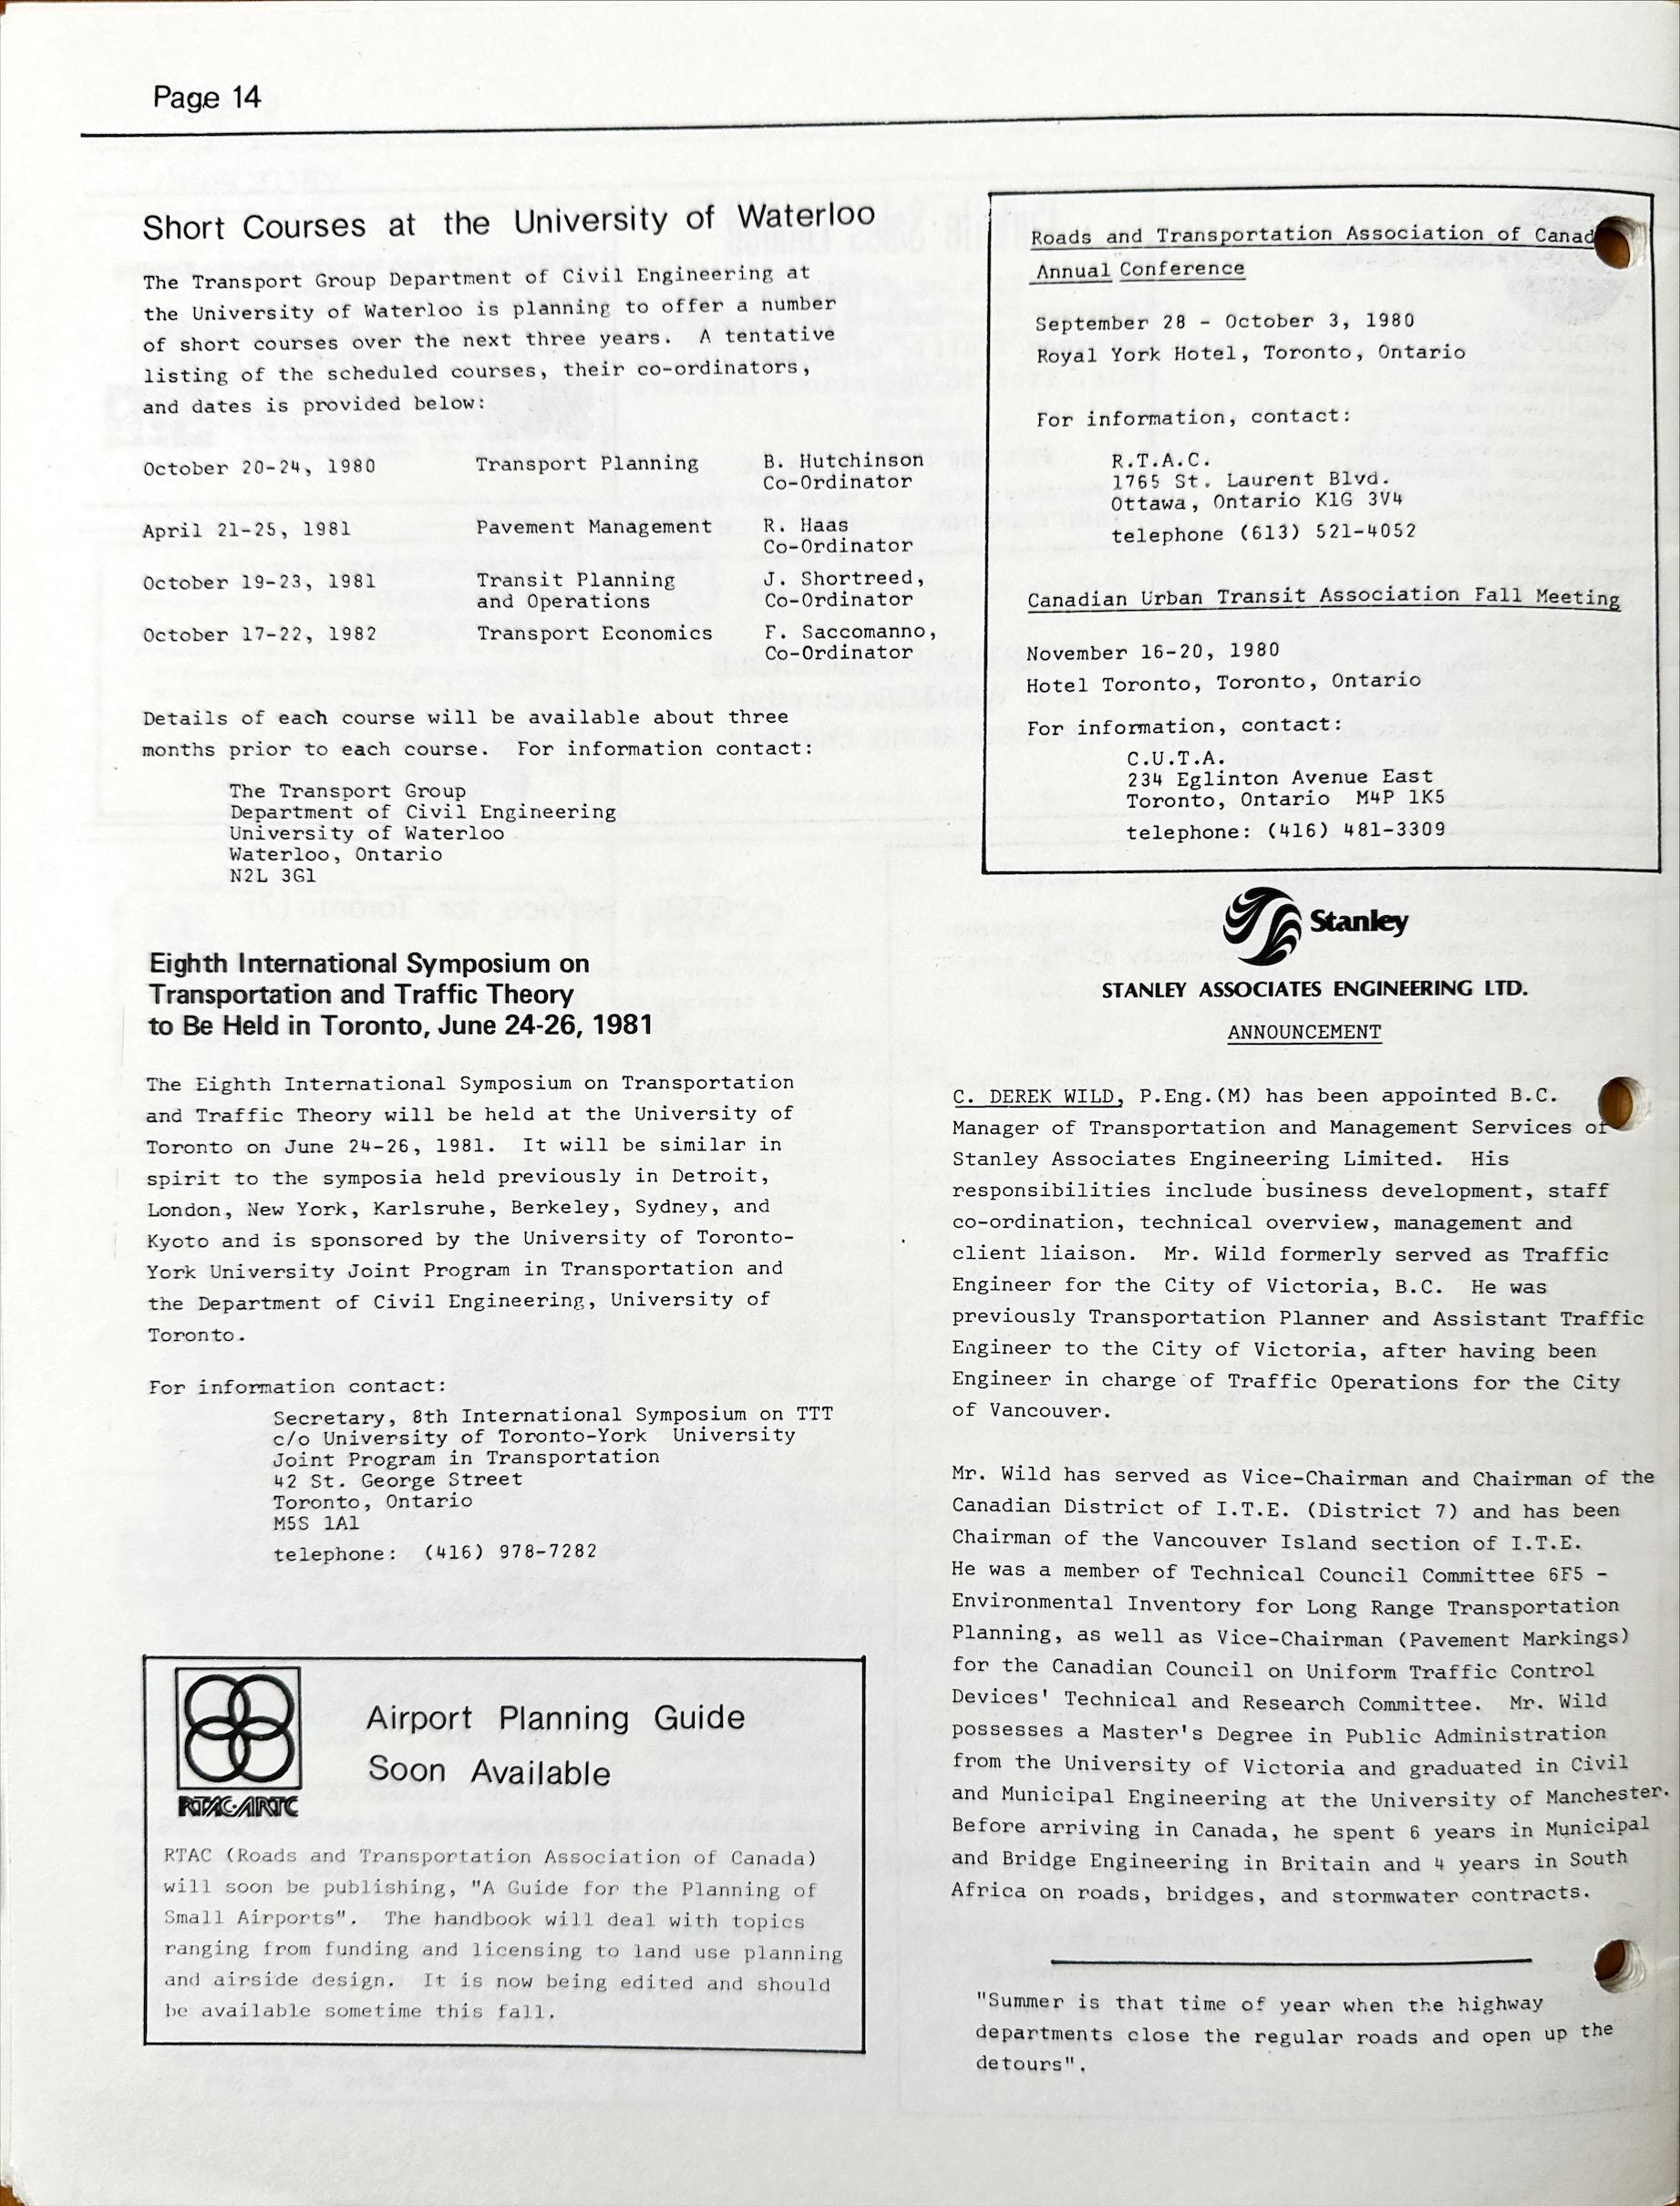 Page 14
Short Courses at the University of Waterloo
The Transport Group Department of Civil Engineering at
the University of Waterloo is planning to offer a number
of short courses over the next three years. A tentative
listing of the scheduled courses, their co-ordinators,
and dates is provided below:
October 20-24, 1980 Transport Planning B. Hutchinson
Co-Ordinator
April 21-25, 1981 Pavement Management R. Haas
Co-Ordinator
October 19-23, 1981 Transit Planning J. Shortreed,
and Operations Co-Ordinator
October 17-22, 1982 Transport Economics F. Saccomanno,
Co-Ordinator
Details of each course will be available about three
months prior to each course. For information contact:
The Transport Group
Department of Civil Engineering
University of Waterloo
Waterloo, Ontario
N2L 3G1
Eighth International Symposium on
Transportation and Traffic Theory
to Be Held in Toronto, June 24-26, 1981
The Eighth International Symposium on Transportation
and Traffic Theory will be held at the University of
Toronto on June 24-26, 1981. It will be similar in
spirit to the symposia held previously in Detroit,
London, New York, Karlsruhe, Berkeley, Sydney, and
Kyoto and is sponsored by the University of Toronto-
York University Joint Program in Transportation and
the Department of Civil Engineering, University of
Toronto.
For information contact:
Secretary, 8th International Symposium on TTT
c/o University of Toronto-York University
Joint Program in Transportation
42 St. George Street
Toronto, Ontario
M5S 1A1
telephone: (416) 978-7282
RTAC·ARTC
Airport Planning Guide
Soon Available
RTAC (Roads and Transportation Association of Canada)
will soon be publishing, "A Guide for the Planning of
Small Airports". The handbook will deal with topics
ranging from funding and licensing to land use planning
and airside design. It is now being edited and should
be available sometime this fall.
Roads and Transportation Association of Canad
Annual Conference
September 28 - October 3, 1980
Royal York Hotel, Toronto, Ontario
For information, contact:
R.T.A.C.
1765 St. Laurent Blvd.
Ottawa, Ontario K1G 3V4
telephone (613) 521-4052
Canadian Urban Transit Association Fall Meeting
November 16-20, 1980
Hotel Toronto, Toronto, Ontario
For information, contact:
C.U.T.A.
234 Eglinton Avenue East
Toronto, Ontario M4P 1K5
telephone: (416) 481-3309
Stanley
STANLEY ASSOCIATES ENGINEERING LTD.
ANNOUNCEMENT
C. DEREK WILD, P.Eng.(M) has been appointed B.C.
Manager of Transportation and Management Services of
Stanley Associates Engineering Limited. His
responsibilities include business development, staff
co-ordination, technical overview, management and
client liaison. Mr. Wild formerly served as Traffic
Engineer for the City of Victoria, B.C. He was
previously Transportation Planner and Assistant Traffic
Engineer to the City of Victoria, after having been
Engineer in charge of Traffic Operations for the City
of Vancouver.
Mr. Wild has served as Vice-Chairman and Chairman of the
Canadian District of I.T.E. (District 7) and has been
Chairman of the Vancouver Island section of I.T.E.
He was a member of Technical Council Committee 6F5 -
Environmental Inventory for Long Range Transportation
Planning, as well as Vice-Chairman (Pavement Markings)
for the Canadian Council on Uniform Traffic Control
Devices' Technical and Research Committee. Mr. Wild
possesses a Master's Degree in Public Administration
from the University of Victoria and graduated in Civil
and Municipal Engineering at the University of Manchester.
Before arriving in Canada, he spent 6 years in Municipal
and Bridge Engineering in Britain and 4 years in South
Africa on roads, bridges, and stormwater contracts.
"Summer is that time of year when the highway
departments close the regular roads and open up the
detours".